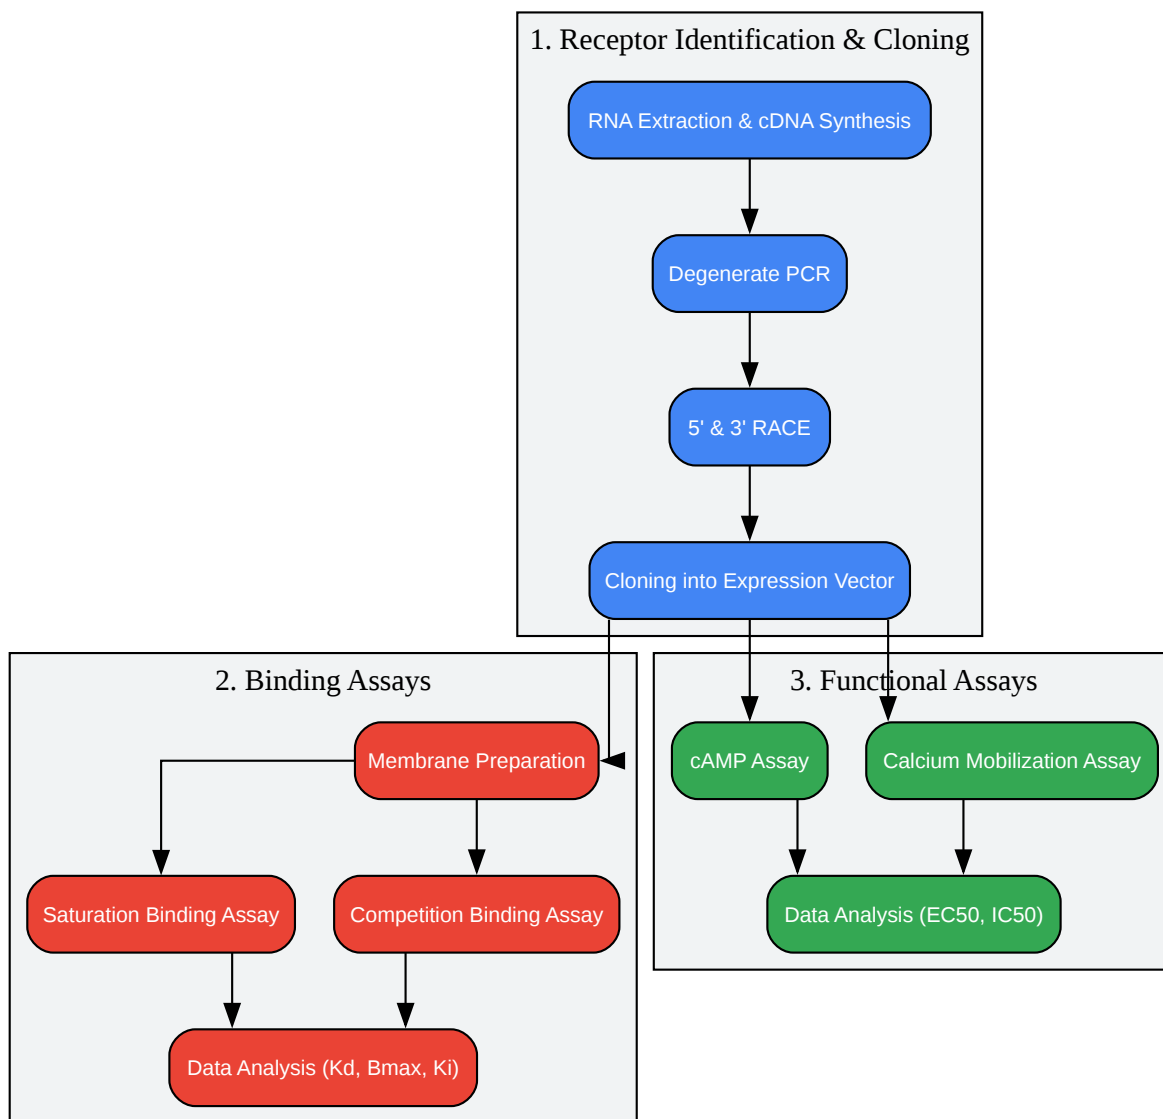 1. Receptor Identification & Cloning
RNA Extraction & cDNA Synthesis
Degenerate PCR
5' & 3' RACE
Cloning into Expression Vector
2. Binding Assays
Membrane Preparation
Saturation Binding Assay
Competition Binding Assay
Data Analysis (Kd, Bmax, Ki)
3. Functional Assays
cAMP Assay
Calcium Mobilization Assay
Data Analysis (EC50, IC50)